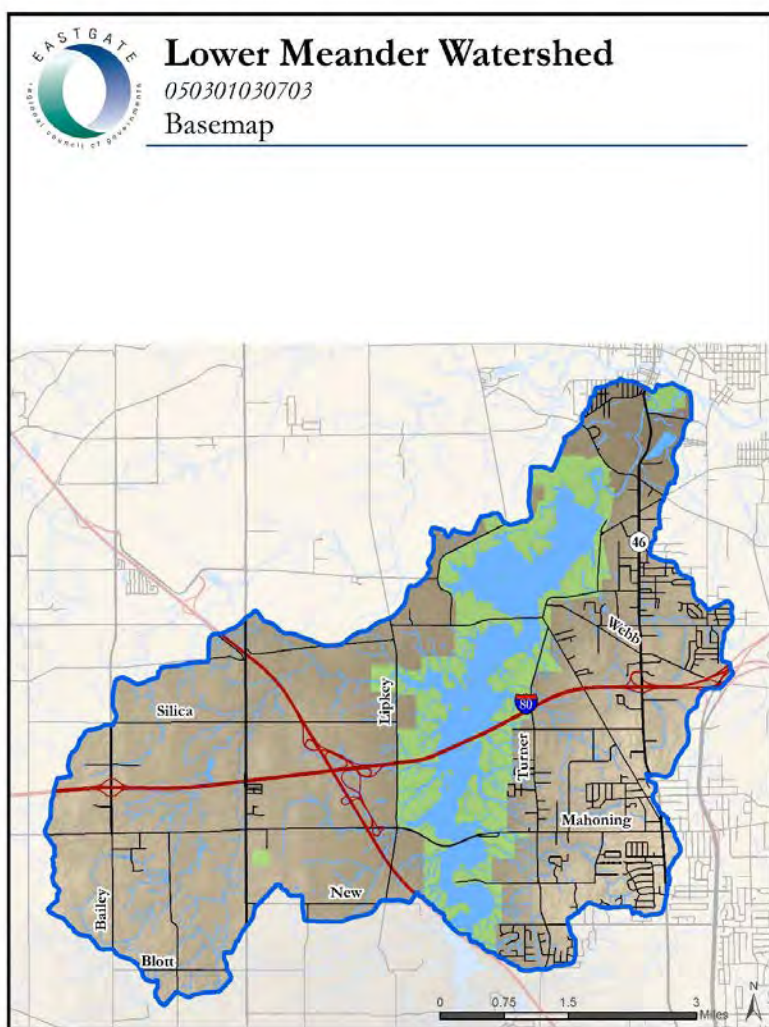 EASTGATE
regional council of governments
Lower Meander Watershed
050301030703
Basemap
46
Webb
Lipkey
Silica
80
Turner
Mahoning
New
Bailey
Blott
0 0.75 1.5 3
Miles
N